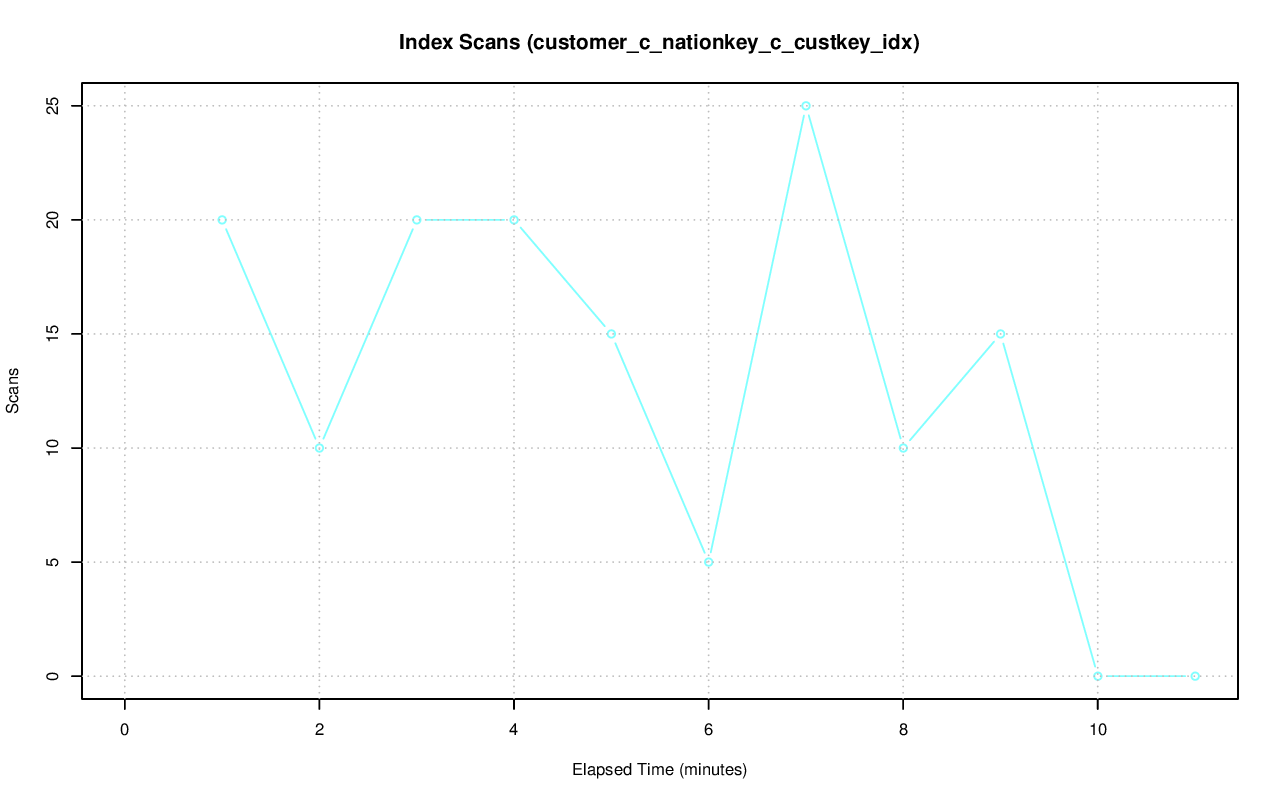 Index Scans (customer_c_nationkey_c_custkey_idx)
25
20
15
10
5
0
Scans
0 2 4 6 8 10
Elapsed Time (minutes)